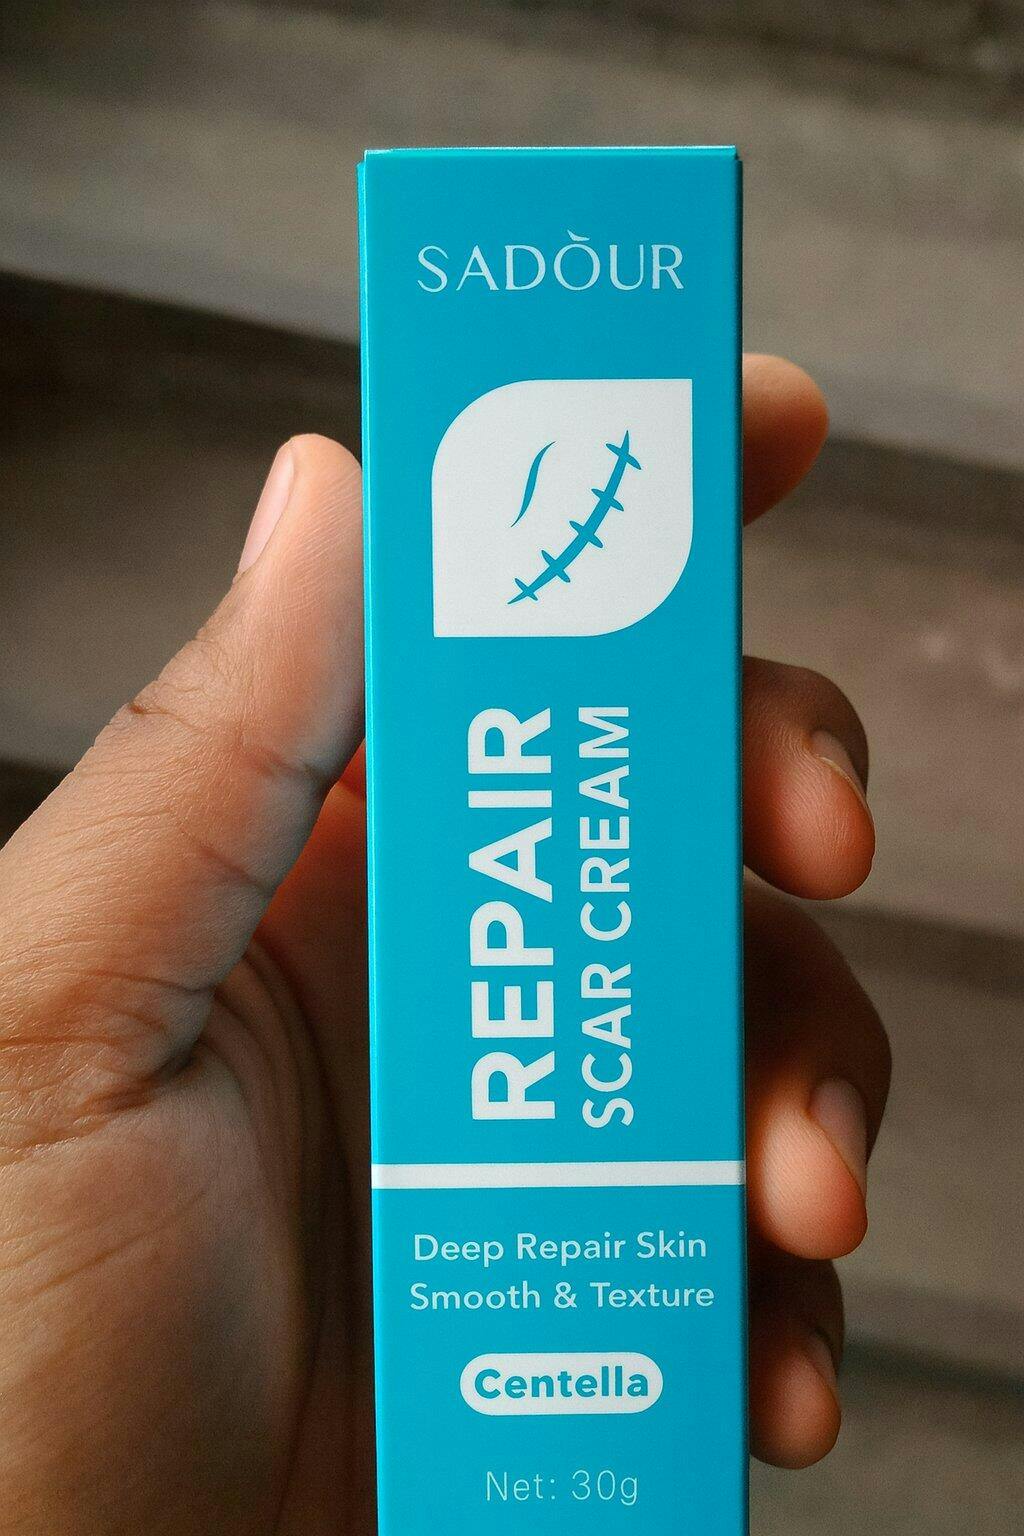 SADÒUR
REPAIR
SCAR CREAM
Deep Repair Skin
Smooth & Texture
Centella
Net: 30g